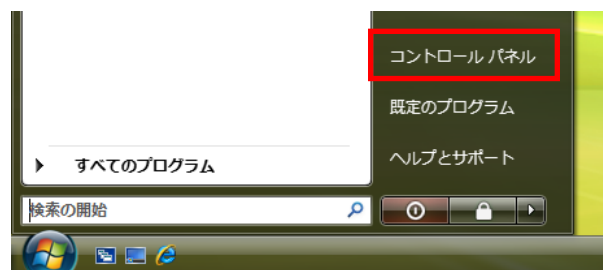 コントロール パネル
既定のプログラム
ヘルプとサポート
すべてのプログラム
検索の開始